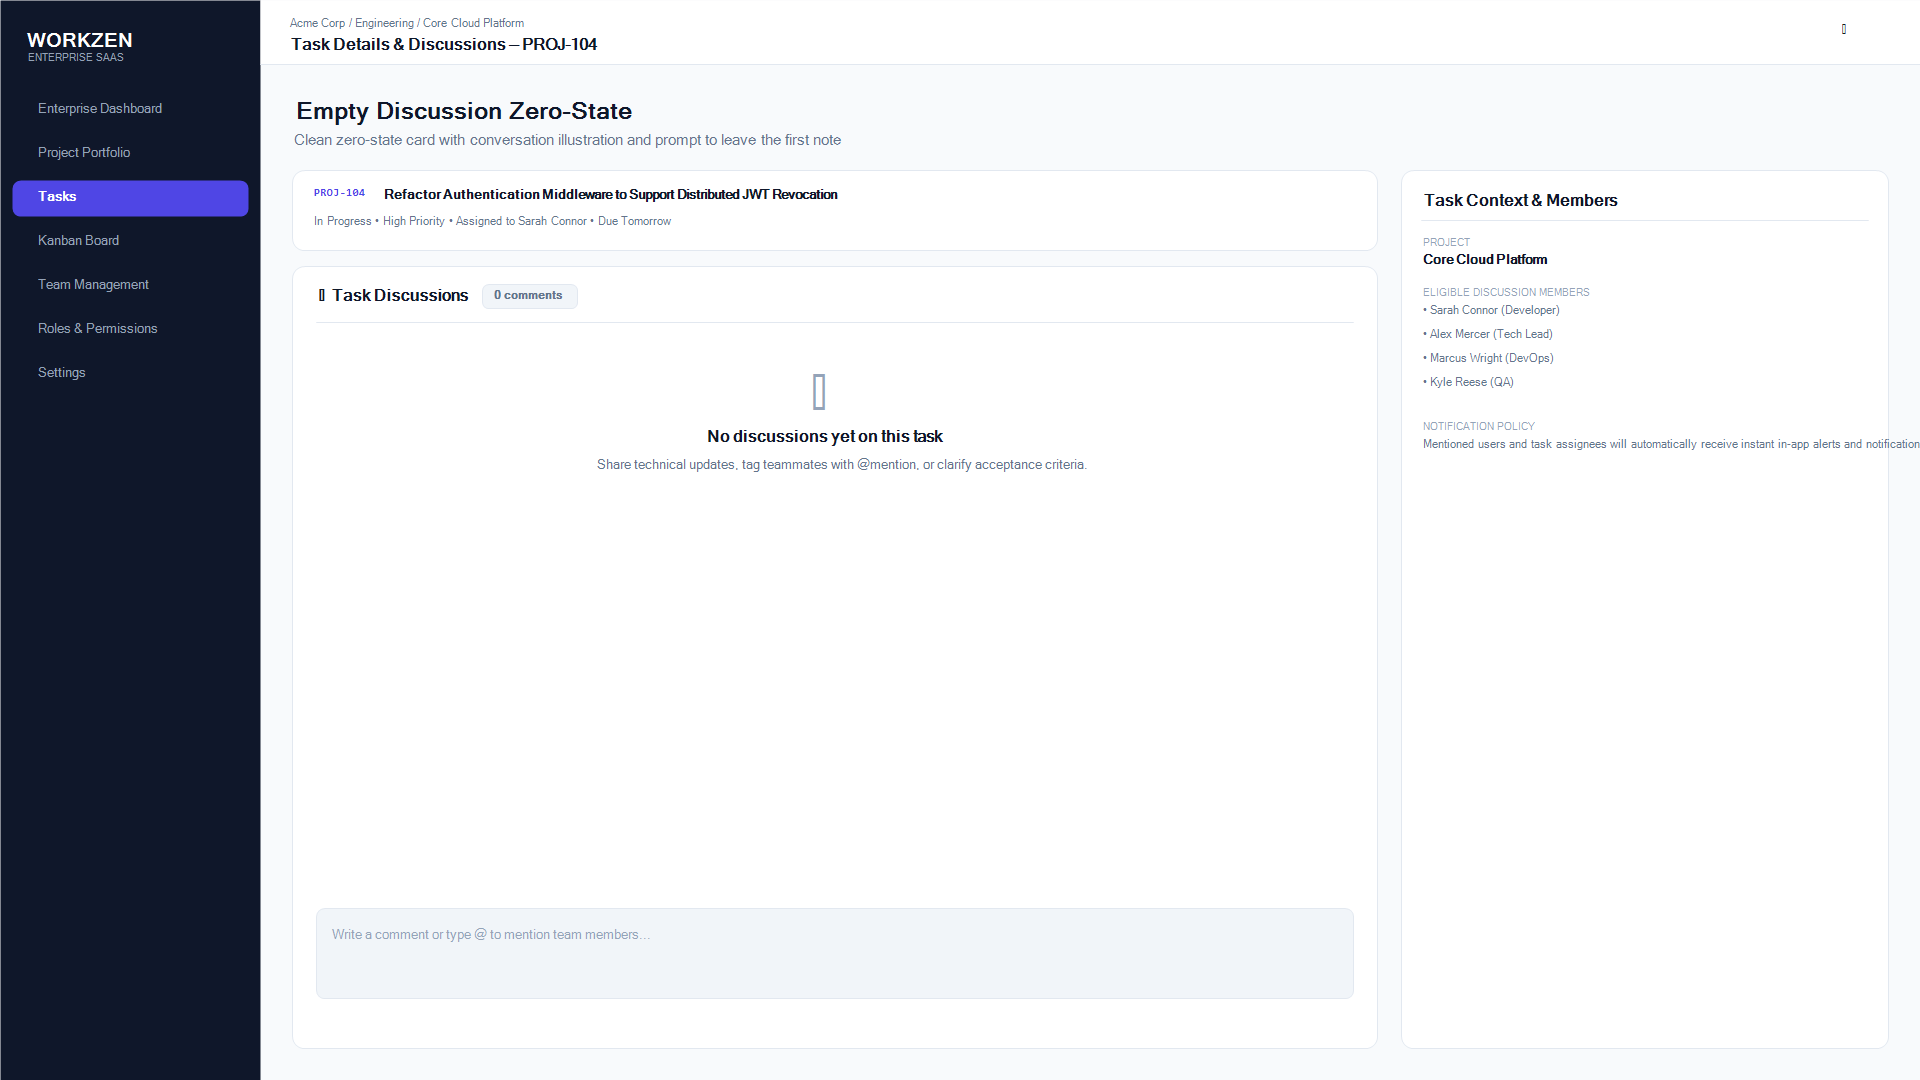 WORKZEN
ENTERPRISE SAAS
Enterprise Dashboard
Project Portfolio
Tasks
Kanban Board
Team Management
Roles & Permissions
Settings
Acme Corp / Engineering / Core Cloud Platform
Task Details & Discussions – PROJ-104
Empty Discussion Zero-State
Clean zero-state card with conversation illustration and prompt to leave the first note
PROJ-104 Refactor Authentication Middleware to Support Distributed JWT Revocation
In Progress • High Priority • Assigned to Sarah Connor • Due Tomorrow
Task Discussions 0 comments
No discussions yet on this task
Share technical updates, tag teammates with @mention, or clarify acceptance criteria.
Write a comment or type @ to mention team members...
Task Context & Members
PROJECT
Core Cloud Platform
ELIGIBLE DISCUSSION MEMBERS
• Sarah Connor (Developer)
• Alex Mercer (Tech Lead)
• Marcus Wright (DevOps)
• Kyle Reese (QA)
NOTIFICATION POLICY
Mentioned users and task assignees will automatically receive instant in-app alerts and notification